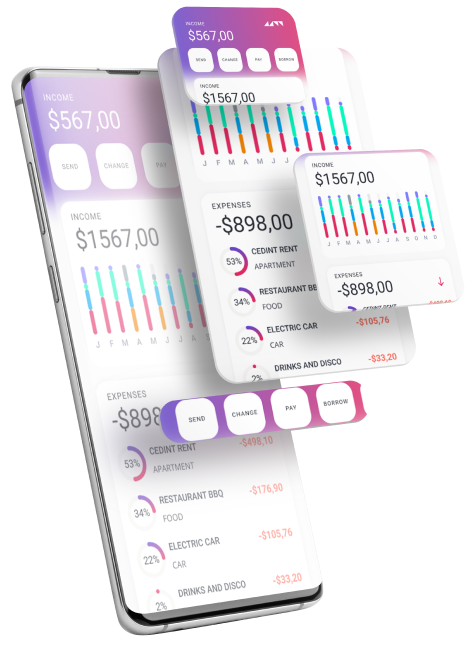 INCOME
$567,00
SEND
CHANGE
PAY
BORROW
INCOME
$1567,00
J F M A M J J
EXPENSES
-$898,00
53%
CEDINT RENT
APARTMENT
34%
RESTAURANT BB
FOOD
22%
ELECTRIC CAR
CAR
-$105,76
2%
DRINKS AND DISCO
-$33,20
INCOME
$1567,00
J F M A M J J A S O N D
EXPENSES
-$898,00
CEDINT RENT
SEND
CHANGE
PAY
BORROW
INCOME
$567,00
SEND
CHANGE
PAY
INCOME
$1567,00
J F M A M J J A
EXPENSES
-$898
53%
CEDINT RENT
APARTMENT
-$498,10
34%
RESTAURANT BBQ
FOOD
-$176,90
22%
ELECTRIC CAR
CAR
-$105,76
2%
DRINKS AND DISCO
-$33,20